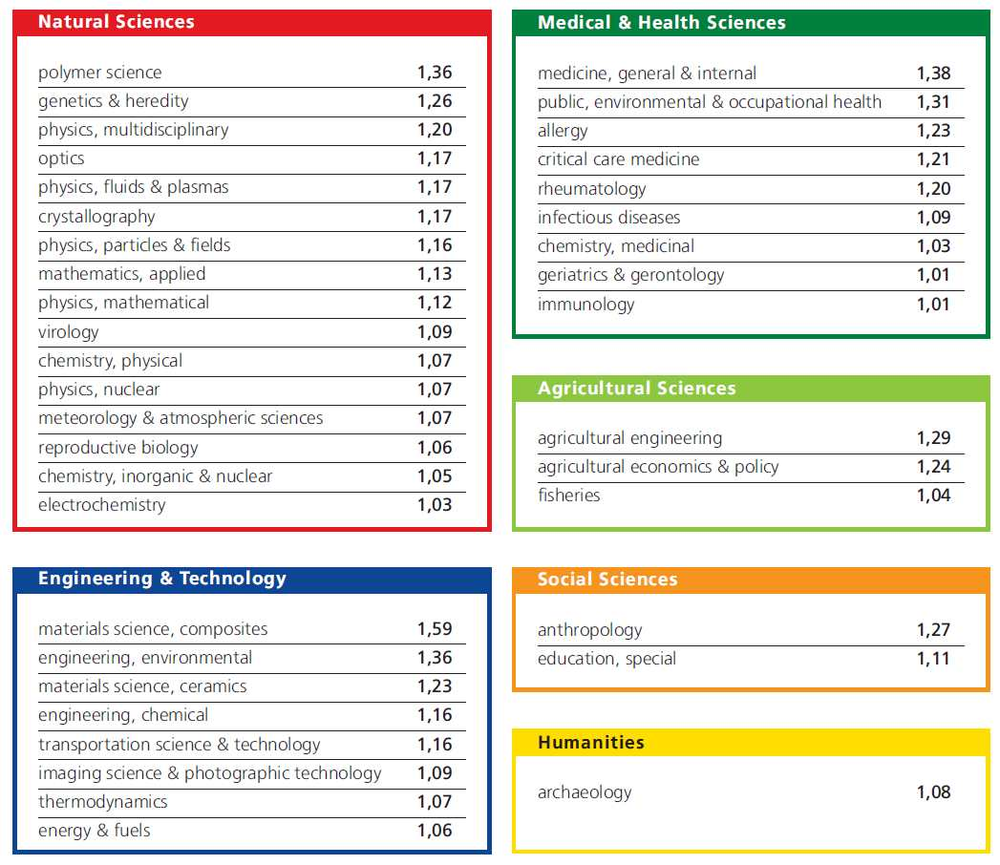 Natural Sciences
polymer science 1,36
genetics & heredity 1,26
physics, multidisciplinary 1,20
optics 1,17
physics, fluids & plasmas 1,17
crystallography 1,17
physics, particles & fields 1,16
mathematics, applied 1,13
physics, mathematical 1,12
virology 1,09
chemistry, physical 1,07
physics, nuclear 1,07
meteorology & atmospheric sciences 1,07
reproductive biology 1,06
chemistry, inorganic & nuclear 1,05
electrochemistry 1,03
Engineering & Technology
materials science, composites 1,59
engineering, environmental 1,36
materials science, ceramics 1,23
engineering, chemical 1,16
transportation science & technology 1,16
imaging science & photographic technology 1,09
thermodynamics 1,07
energy & fuels 1,06
Medical & Health Sciences
medicine, general & internal 1,38
public, environmental & occupational health 1,31
allergy 1,23
critical care medicine 1,21
rheumatology 1,20
infectious diseases 1,09
chemistry, medicinal 1,03
geriatrics & gerontology 1,01
immunology 1,01
Agricultural Sciences
agricultural engineering 1,29
agricultural economics & policy 1,24
fisheries 1,04
Social Sciences
anthropology 1,27
education, special 1,11
Humanities
archaeology 1,08